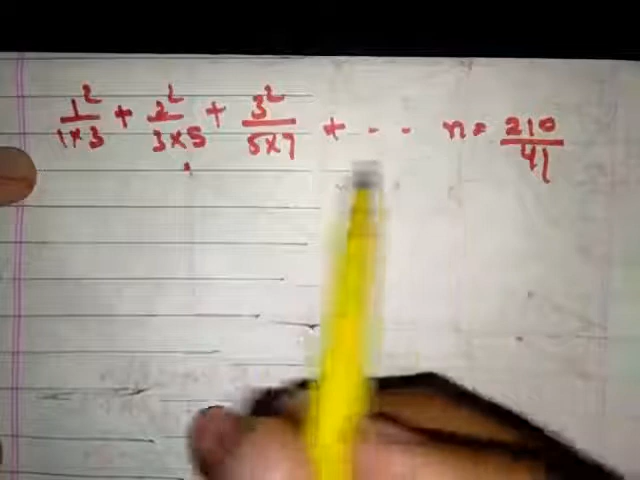 1²/1×3 + 2²/3×5 + 3²/5×7 + - - n = 210/41